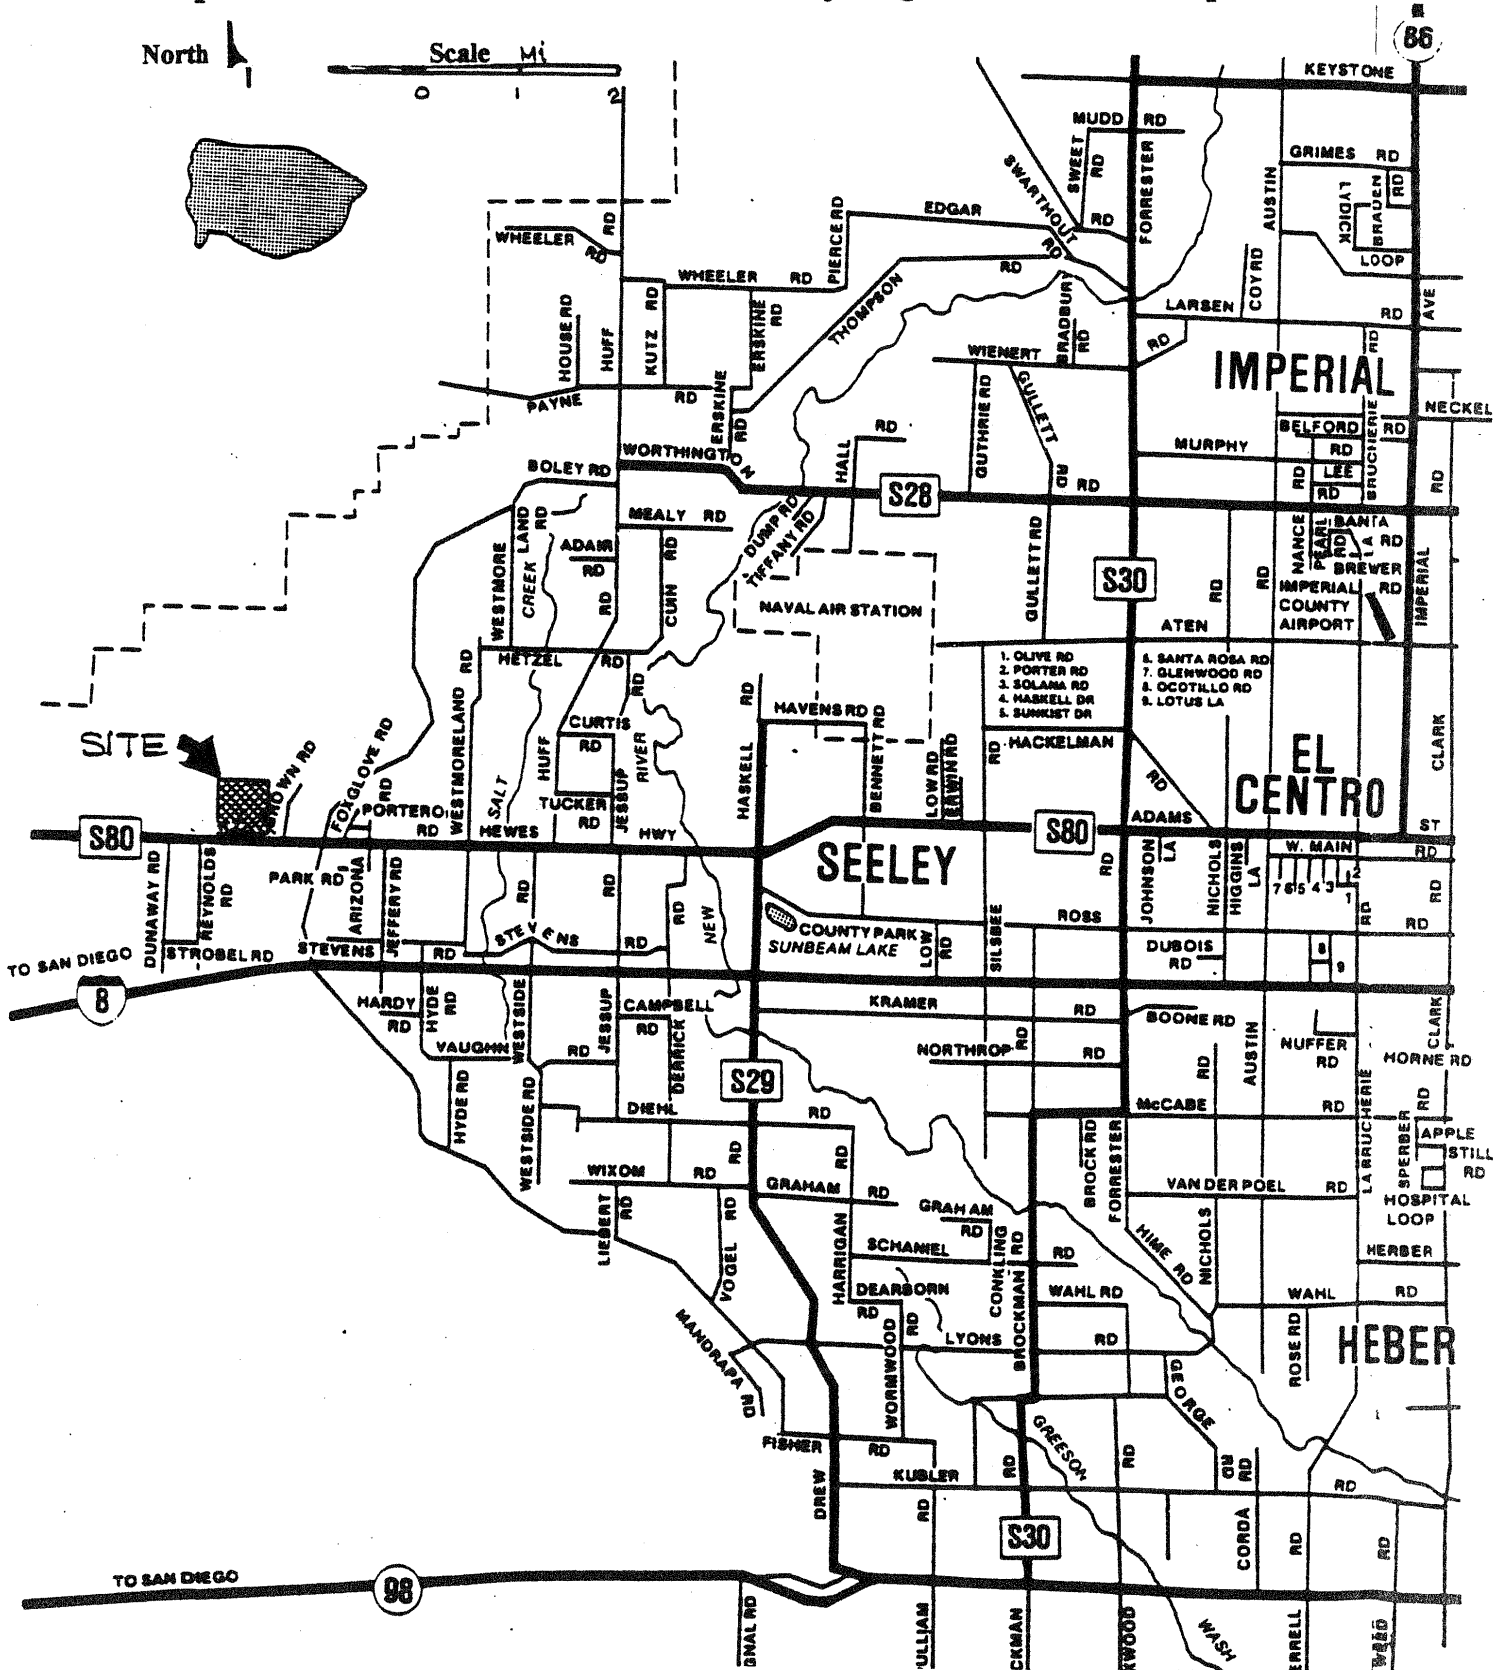 North
Scale Mi
0 1 2
86
KEYSTONE
MUDD RD
SWEET RD
SWARTHOUT RD
FORRESTER
AUSTIN
GRIMES RD
LYDICK
BRAUEN RD
LOOP
EDGAR RD
PIERCE RD
WHEELER RD
RD
WHEELER RD
THOMPSON RD
COY RD
LARSEN RD
AVE
HOUSE RD
HUFF
KUTZ RD
ERSKINE RD
BRADBURY RD
WIENERT
RD
IMPERIAL
PAYNE RD
ERSKINE RD
GUTHRIE RD
GULLETT RD
NECKEL
BELFORD RD
RD
LEE RD
MURPHY
BRUCHERIE RD
WORTHINGTON
BOLEY RD
HALL RD
S28
RD
MEALY RD
DUMP RD
TIFFANY RD
WESTMORELAND RD
CREEK
ADAIR RD
RD
CUIN RD
GULLETT RD
S30
NANCE RD
PEARL RD
BANTA RD
LA
BREWER RD
NAVAL AIR STATION
IMPERIAL COUNTY AIRPORT
IMPERIAL
ATEN
RD
RD
HETZEL RD
RD
1. OLIVE RD
2. PORTER RD
3. SOLANA RD
4. HASKELL DR
5. SUNKIST DR
6. SANTA ROSA RD
7. GLENWOOD RD
8. OCOTILLO RD
9. LOTUS LA
SITE
BROWN RD
FOXGLOVE RD
WESTMORELAND RD
SALT
HUFF
CURTIS RD
RIVER
HASKELL RD
HAVENS RD
BENNETT RD
LOW RD
ERWIN RD
RD
HACKELMAN RD
EL CENTRO
CLARK
PORTERO RD
RD
TUCKER RD
JESSUP
S80
HEWES HWY
S80
ADAMS
ST
SEELEY
W. MAIN
RD
7 6 5 4 3 2 1
DUNAWAY RD
REYNOLDS RD
PARK RD
ARIZONA
JEFFERY RD
RD
RD
RD
NEW
JOHNSON LA
NICHOLS
HIGGINS LA
RD
STROBEL RD
STEVENS RD
STEVENS RD
COUNTY PARK
SUNBEAM LAKE
LOW RD
SILSBEE
ROSS
RD
DUBOIS RD
8
9
TO SAN DIEGO
8
HARDY RD
HYDE RD
WESTSIDE
JESSUP
CAMPBELL RD
DERRICK
KRAMER RD
BOONE RD
NUFFER RD
CLARK
VAUGHN RD
NORTHROP RD
RD
AUSTIN
RD
HORNE RD
S29
HYDE RD
WESTSIDE RD
DIEHL RD
McCABE RD
BROCK RD
FORRESTER
LA BRUCHERIE
SPERBER
RD
APPLE
STILL RD
HOSPITAL LOOP
WIXOM RD
RD
RD
GRAHAM RD
VAN DER POEL RD
LIEBERT RD
VOGEL RD
HARRIGAN
GRAHAM RD
SCHANIEL RD
CONKLING
HIME RD
NICHOLS
HERBER
DEARBORN RD
BROCKMAN RD
WAHL RD
WAHL RD
MANDRAPA RD
LYONS RD
WORMWOOD RD
ROSE RD
HEBER
GEORGE RD
FISHER RD
GREESON
RD
RD
KUBLER RD
RD
DREW
RD
S30
CORDA RD
RD
RD
TO SAN DIEGO
98
GNAL RD
ULLIAM
CKMAN
KWOOD
WASH
ERRELL
WEED